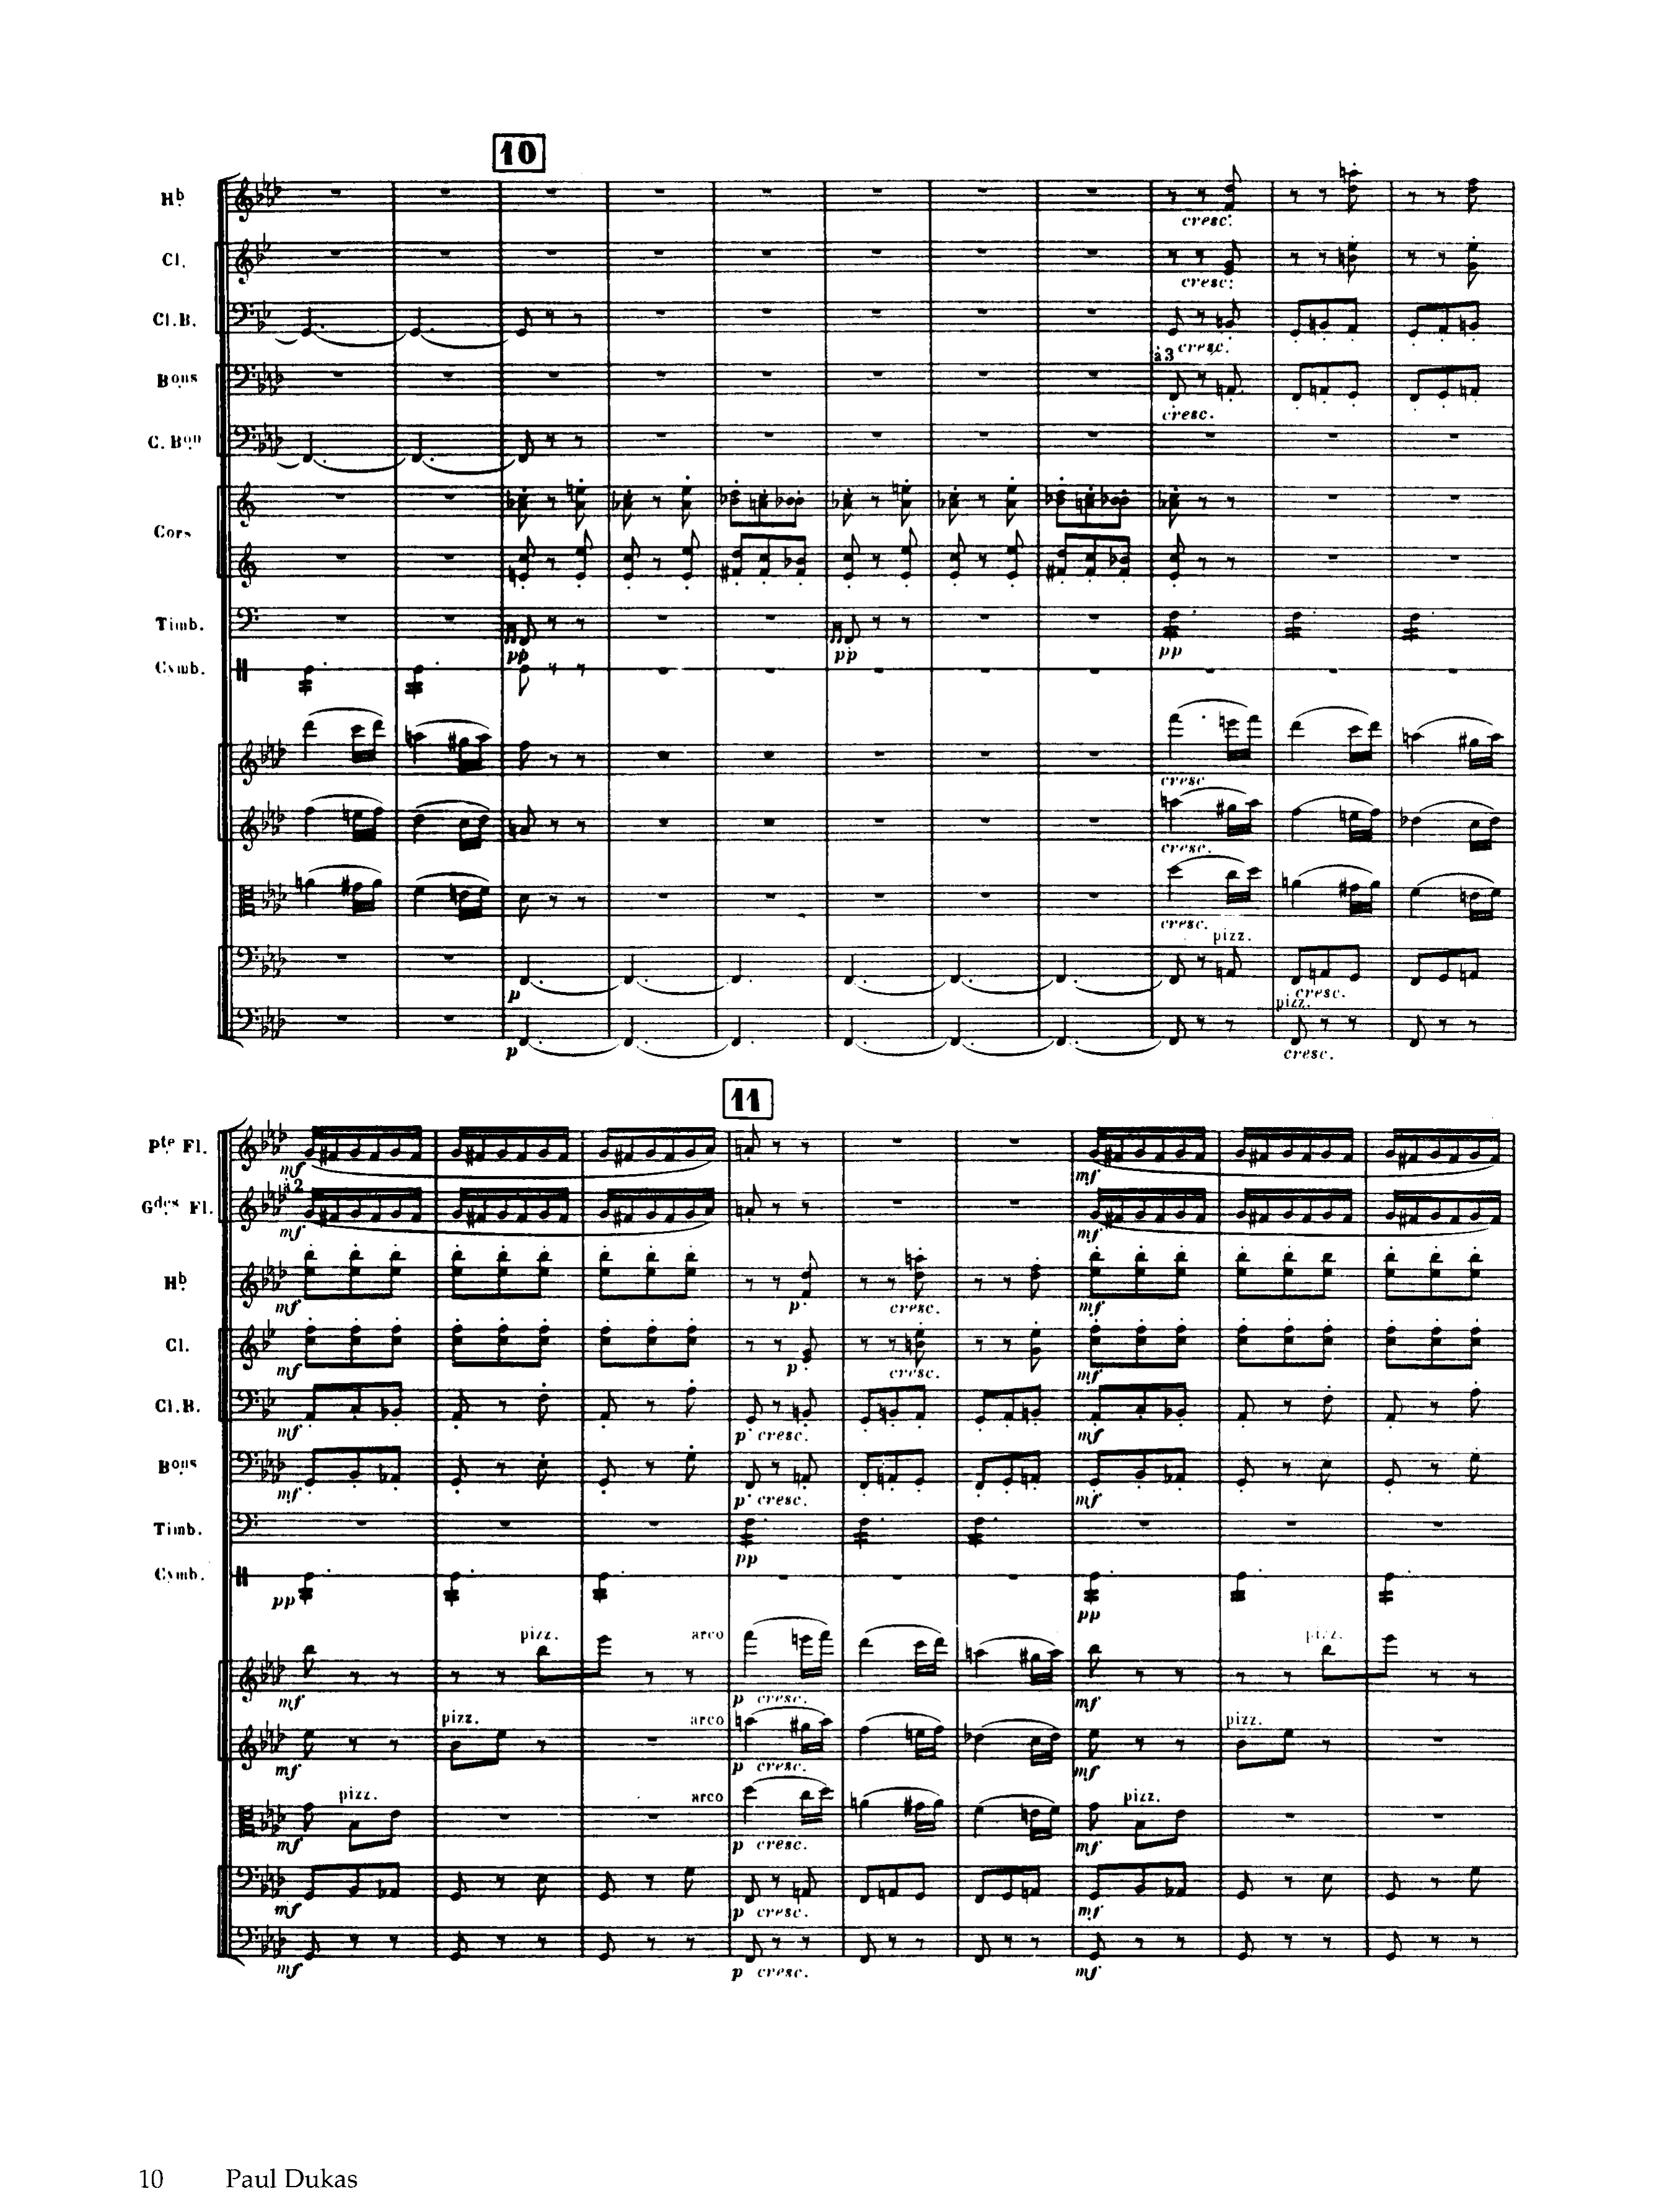 10
Hb
cresc.
Cl.
cresc.
Cl.B.
cresc.
à3
Bons
cresc.
C. Bon
Cors
Timb.
pp pp pp
Cymb.
cresc
cresc.
cresc.
pizz.
p cresc.
pizz.
p cresc.
11
Pte Fl.
mf mf
à2
Gdes Fl.
mf mf
Hb
mf p cresc. mf
Cl.
mf p cresc. mf
Cl.B.
mf p cresc. mf
Bons
mf p cresc. mf
Timb.
pp
Cymb.
pp pp
pizz. arco pizz.
mf p cresc. mf
pizz. arco pizz.
mf p cresc. mf
pizz. arco pizz.
mf p cresc. mf
mf p cresc. mf
mf p cresc. mf
10 Paul Dukas